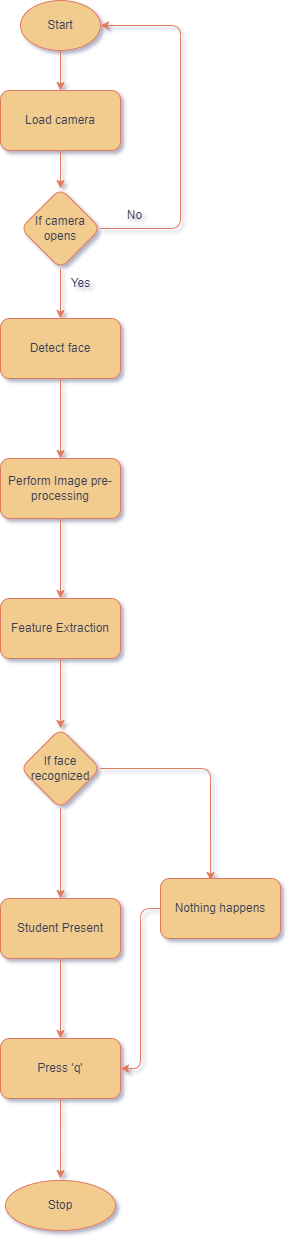 Start
Load camera
If camera
opens
No
Yes
Detect face
Perform Image pre-
processing
Feature Extraction
If face
recognized
Nothing happens
Student Present
Press 'q'
Stop